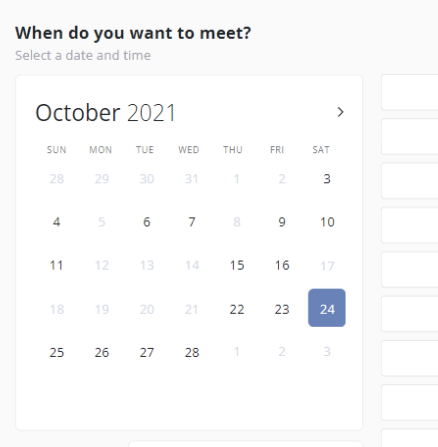 When do you want to meet?
Select a date and time
October 2021
SUN MON TUE WED THU FRI SAT
28 29 30 31 1 2 3
4 5 6 7 8 9 10
11 12 13 14 15 16 17
18 19 20 21 22 23 24
25 26 27 28 1 2 3